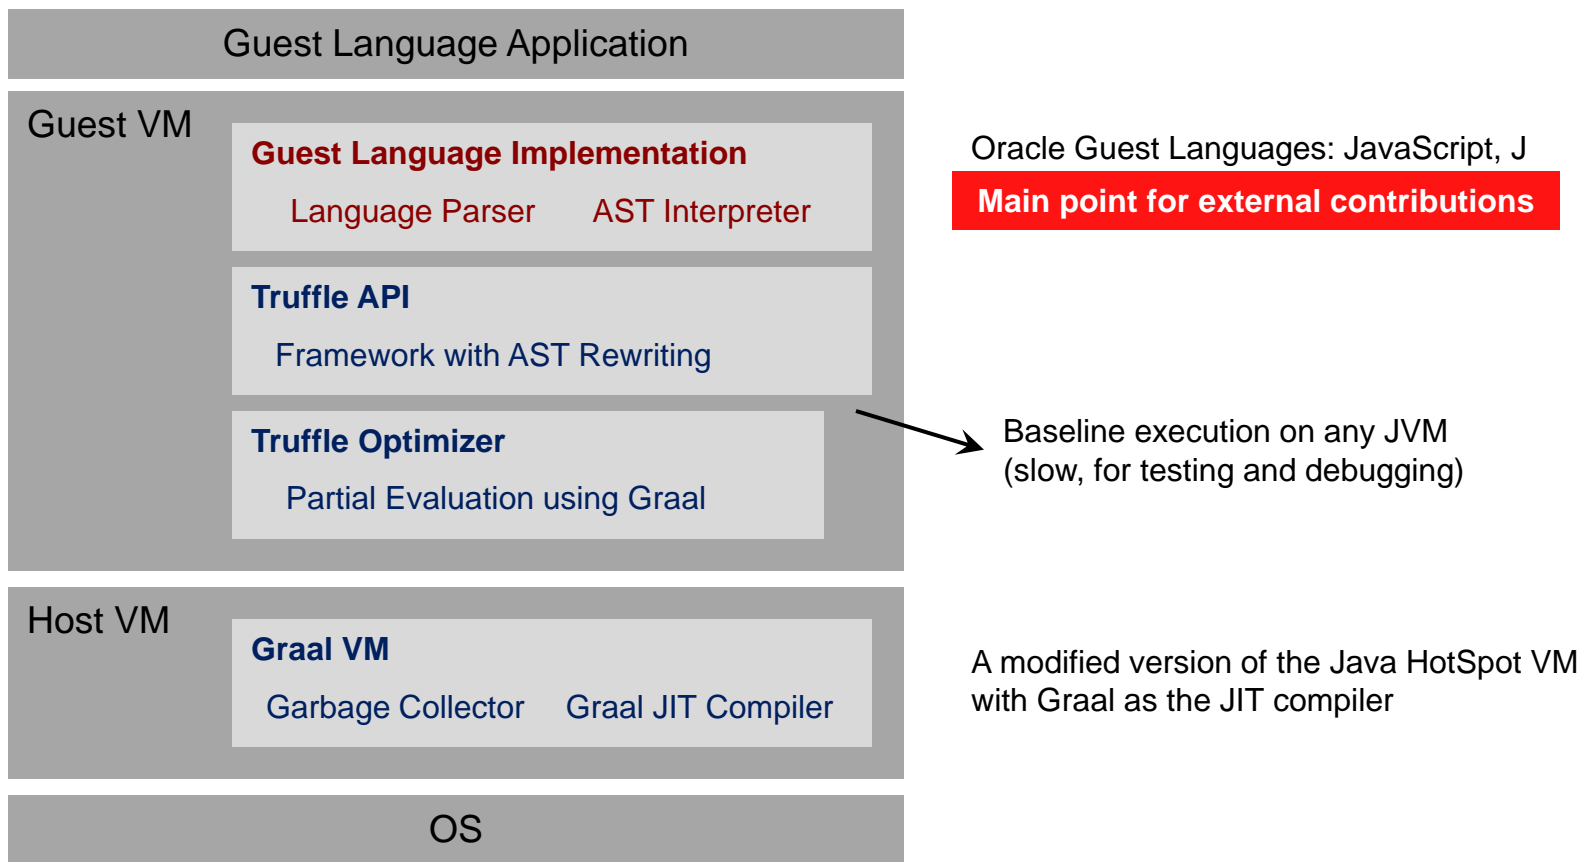 Guest Language Application
Guest VM
Guest Language Implementation
Language Parser AST Interpreter
Oracle Guest Languages: JavaScript, J
Main point for external contributions
Truffle API
Framework with AST Rewriting
Truffle Optimizer
Partial Evaluation using Graal
Baseline execution on any JVM
(slow, for testing and debugging)
Host VM
Graal VM
Garbage Collector Graal JIT Compiler
A modified version of the Java HotSpot VM
with Graal as the JIT compiler
OS